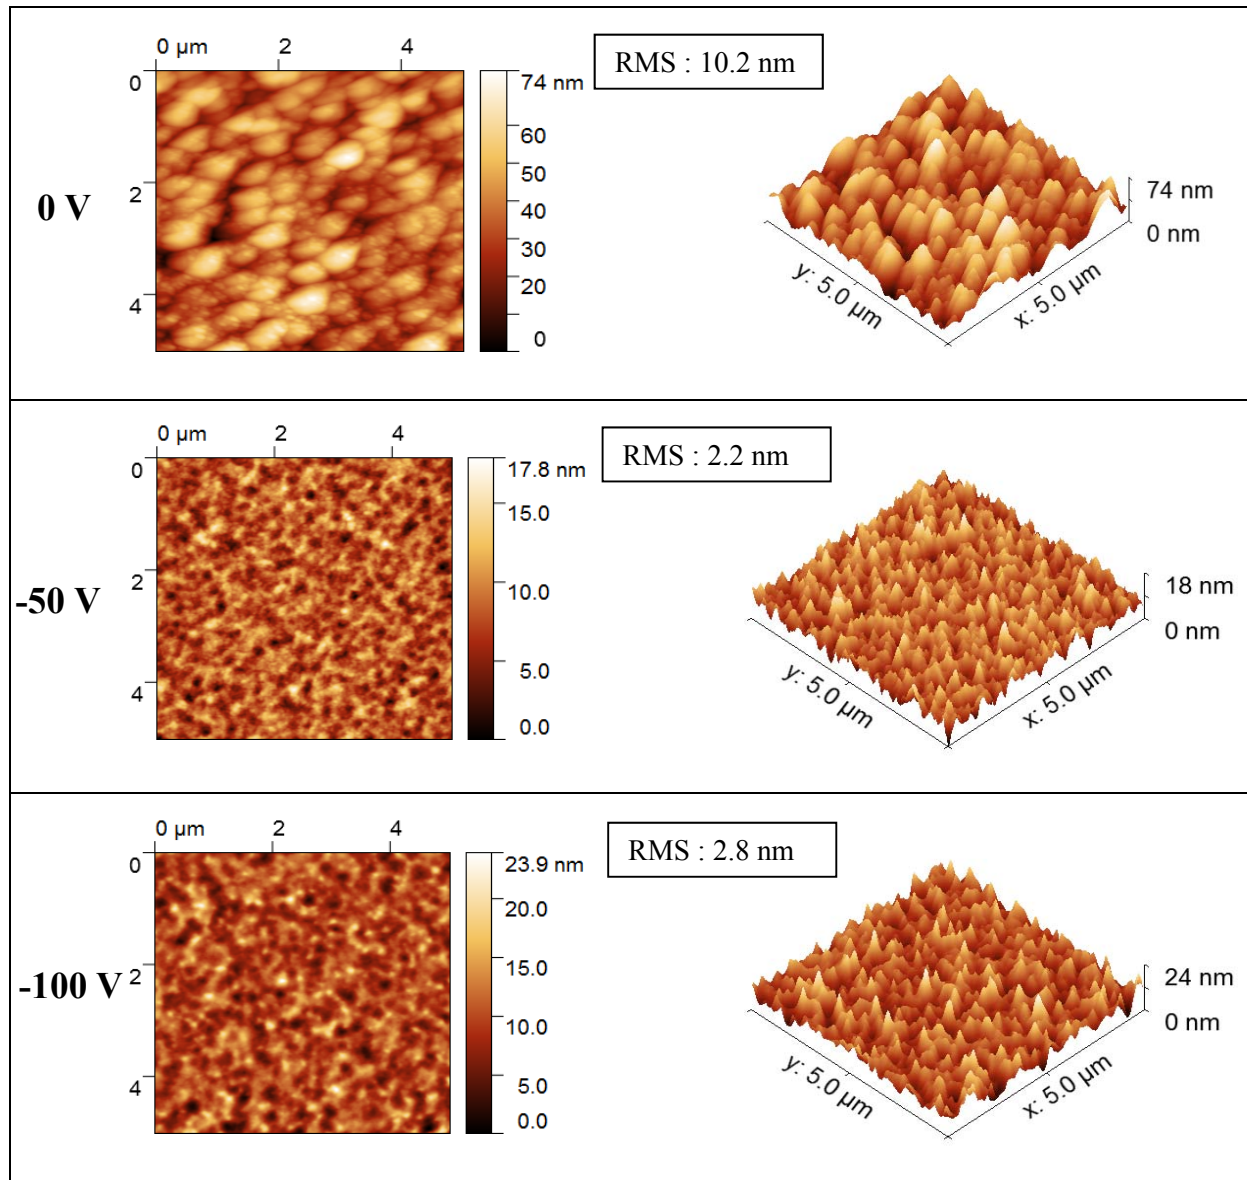 0 V
0 µm 2 4
0
2
4
74 nm
60
50
40
30
20
0
RMS : 10.2 nm
74 nm
0 nm
y: 5.0 µm
x: 5.0 µm
-50 V
0 µm 2 4
0
2
4
17.8 nm
15.0
10.0
5.0
0.0
RMS : 2.2 nm
18 nm
0 nm
y: 5.0 µm
x: 5.0 µm
-100 V
0 µm 2 4
0
2
4
23.9 nm
20.0
15.0
10.0
5.0
0.0
RMS : 2.8 nm
24 nm
0 nm
y: 5.0 µm
x: 5.0 µm